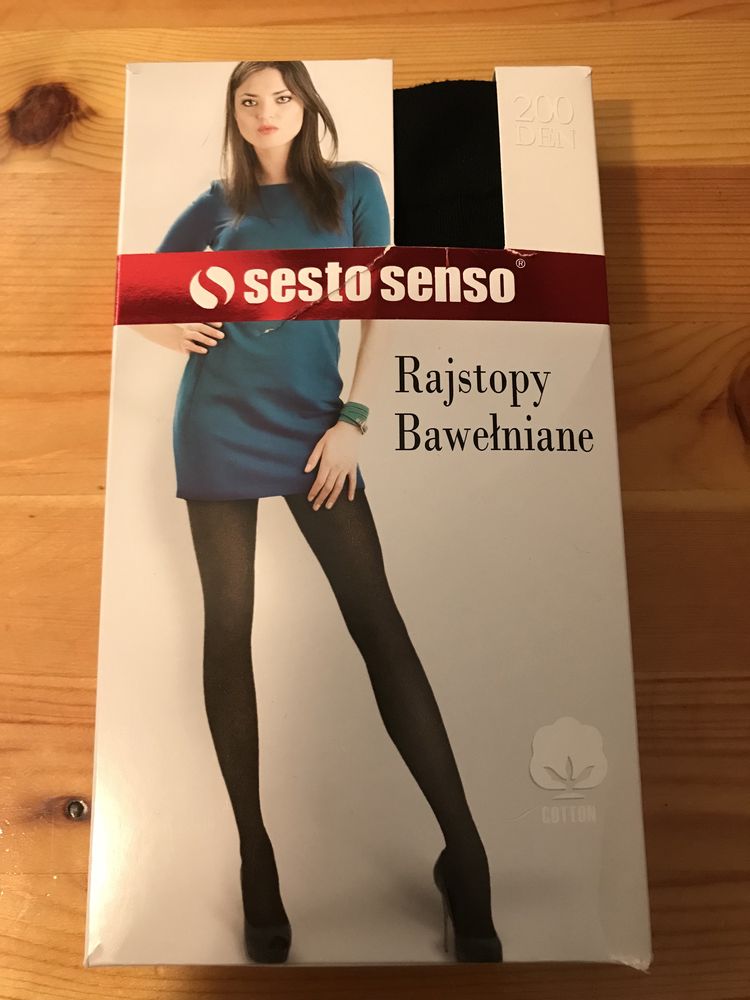 200
DEN
sesto senso®
Rajstopy
Bawełniane
COTTON